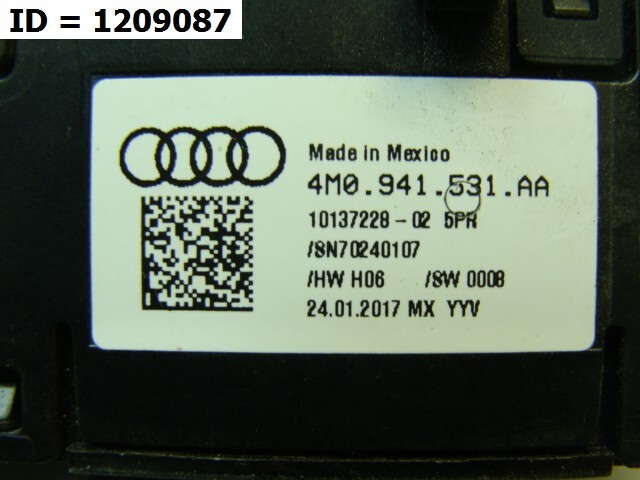 ID = 1209087
Made in Mexico
4M0.941.531.AA
10137228-02 5PR
/SN70240107
/HW H06 /SW 0008
24.01.2017 MX YYV